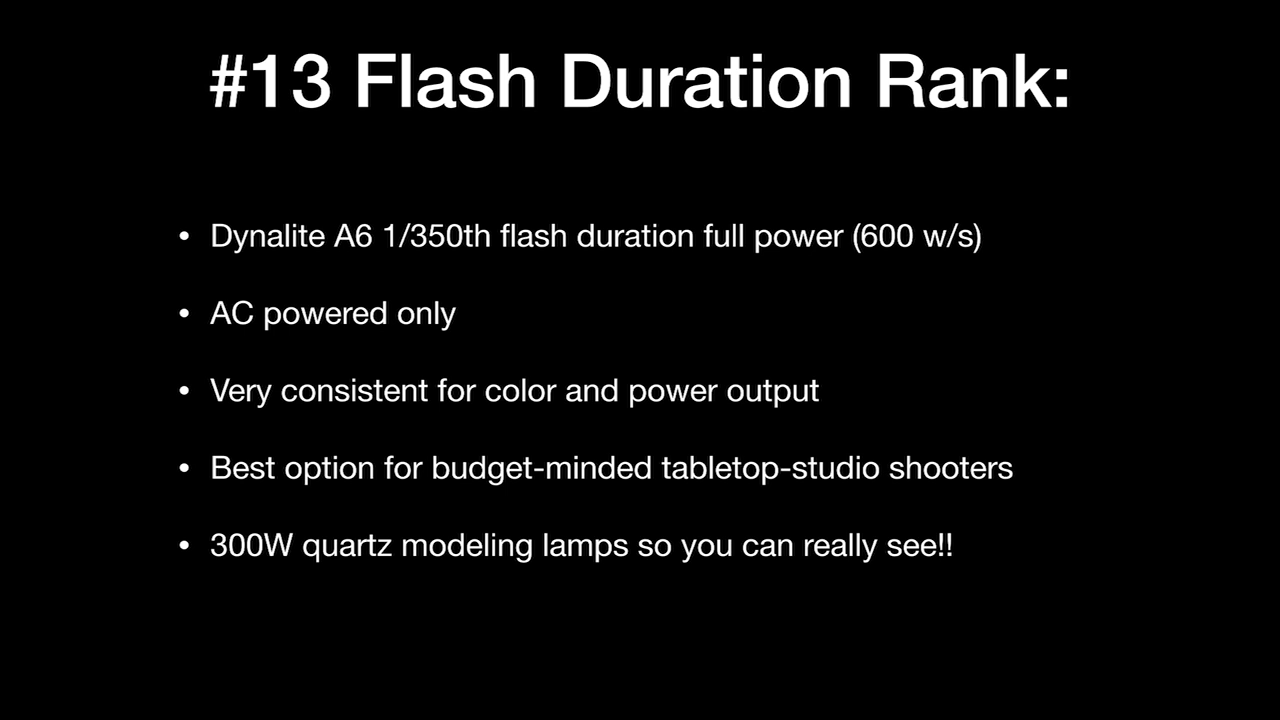 #13 Flash Duration Rank:
• Dynalite A6 1/350th flash duration full power (600 w/s)
• AC powered only
• Very consistent for color and power output
• Best option for budget-minded tabletop-studio shooters
• 300W quartz modeling lamps so you can really see!!